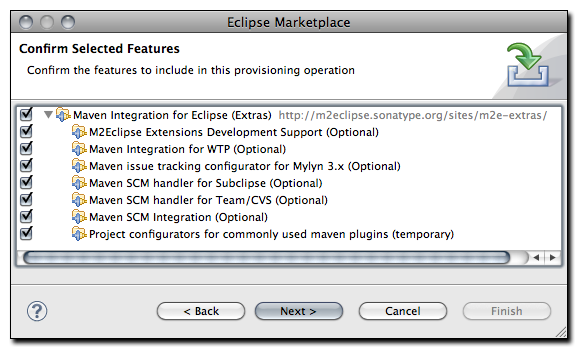 Eclipse Marketplace
Confirm Selected Features
Confirm the features to include in this provisioning operation
Maven Integration for Eclipse (Extras) http://m2eclipse.sonatype.org/sites/m2e-extras/
M2Eclipse Extensions Development Support (Optional)
Maven Integration for WTP (Optional)
Maven issue tracking configurator for Mylyn 3.x (Optional)
Maven SCM handler for Subclipse (Optional)
Maven SCM handler for Team/CVS (Optional)
Maven SCM Integration (Optional)
Project configurators for commonly used maven plugins (temporary)
? < Back Next > Cancel Finish